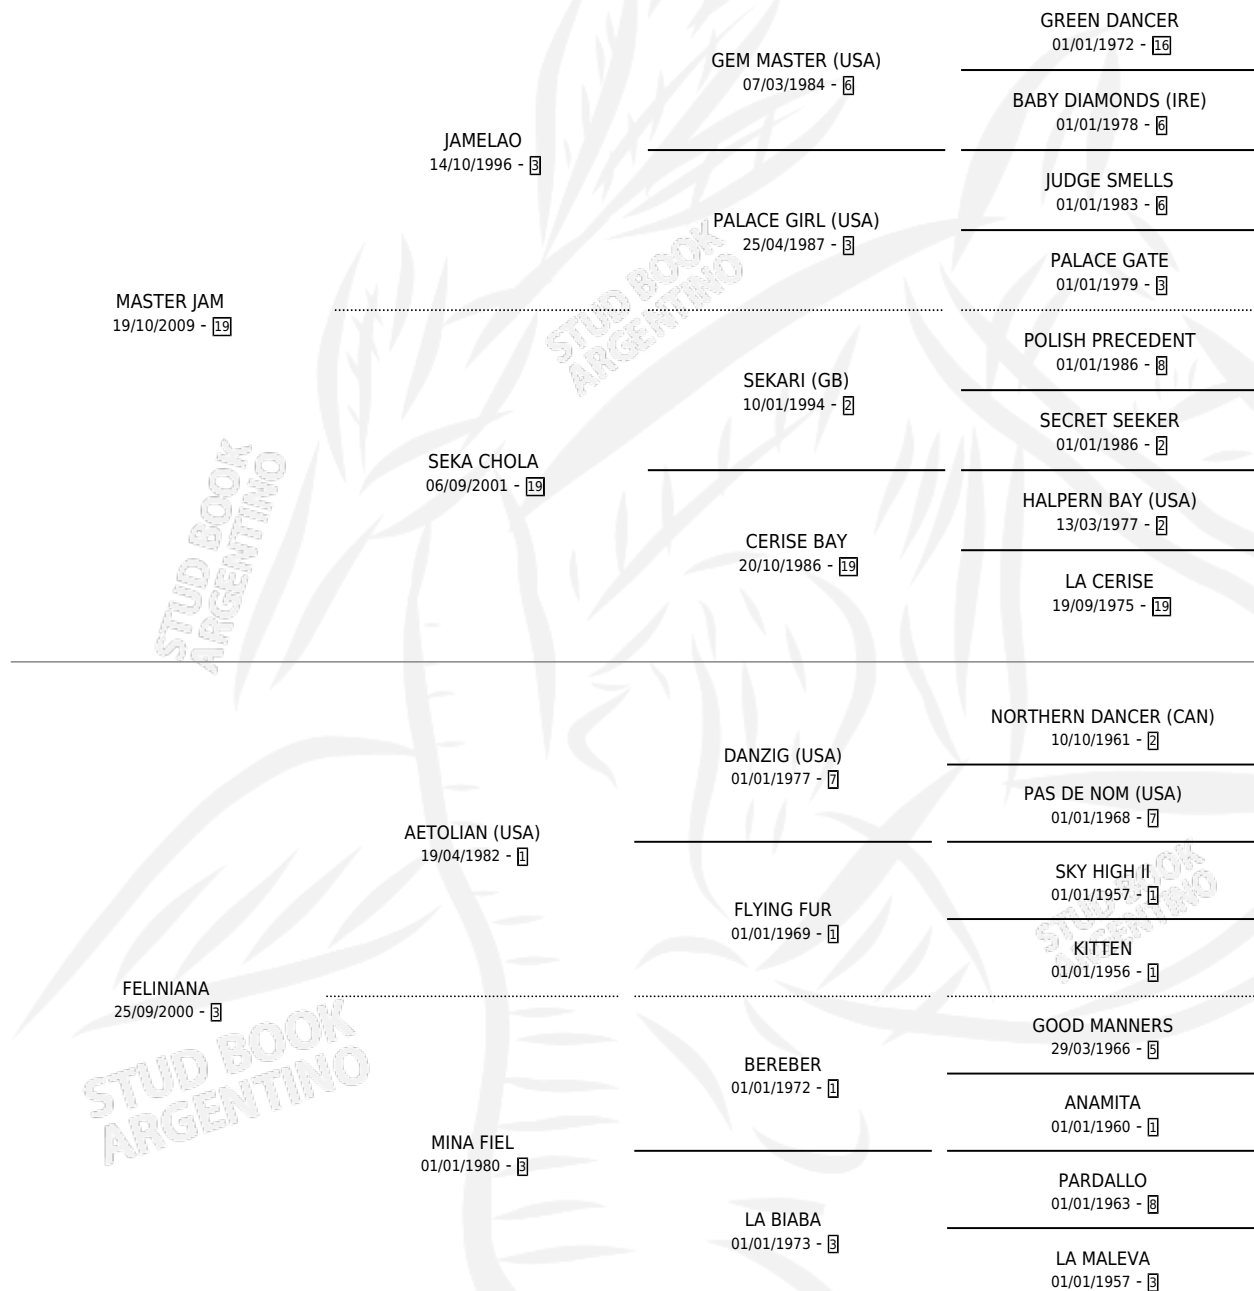 GREEN DANCER
01/01/1972 - 16
GEM MASTER (USA)
07/03/1984 - 6
BABY DIAMONDS (IRE)
01/01/1978 - 6
JAMELAO
14/10/1996 - 3
JUDGE SMELLS
01/01/1983 - 6
PALACE GIRL (USA)
25/04/1987 - 3
PALACE GATE
01/01/1979 - 3
MASTER JAM
19/10/2009 - 19
POLISH PRECEDENT
01/01/1986 - 8
SEKARI (GB)
10/01/1994 - 2
SECRET SEEKER
01/01/1986 - 2
SEKA CHOLA
06/09/2001 - 19
HALPERN BAY (USA)
13/03/1977 - 2
CERISE BAY
20/10/1986 - 19
LA CERISE
19/09/1975 - 19
STUD BOOK
ARGENTINO
STUD BOOK
ARGENTINO
NORTHERN DANCER (CAN)
10/10/1961 - 2
DANZIG (USA)
01/01/1977 - 7
PAS DE NOM (USA)
01/01/1968 - 7
AETOLIAN (USA)
19/04/1982 - 1
SKY HIGH II
01/01/1957 - 1
FLYING FUR
01/01/1969 - 1
KITTEN
01/01/1956 - 1
FELINIANA
25/09/2000 - 3
GOOD MANNERS
29/03/1966 - 5
BEREBER
01/01/1972 - 1
ANAMITA
01/01/1960 - 1
MINA FIEL
01/01/1980 - 3
PARDALLO
01/01/1963 - 8
LA BIABA
01/01/1973 - 3
LA MALEVA
01/01/1957 - 3
STUD BOOK
ARGENTINO
STUD BOOK
ARGENTINO